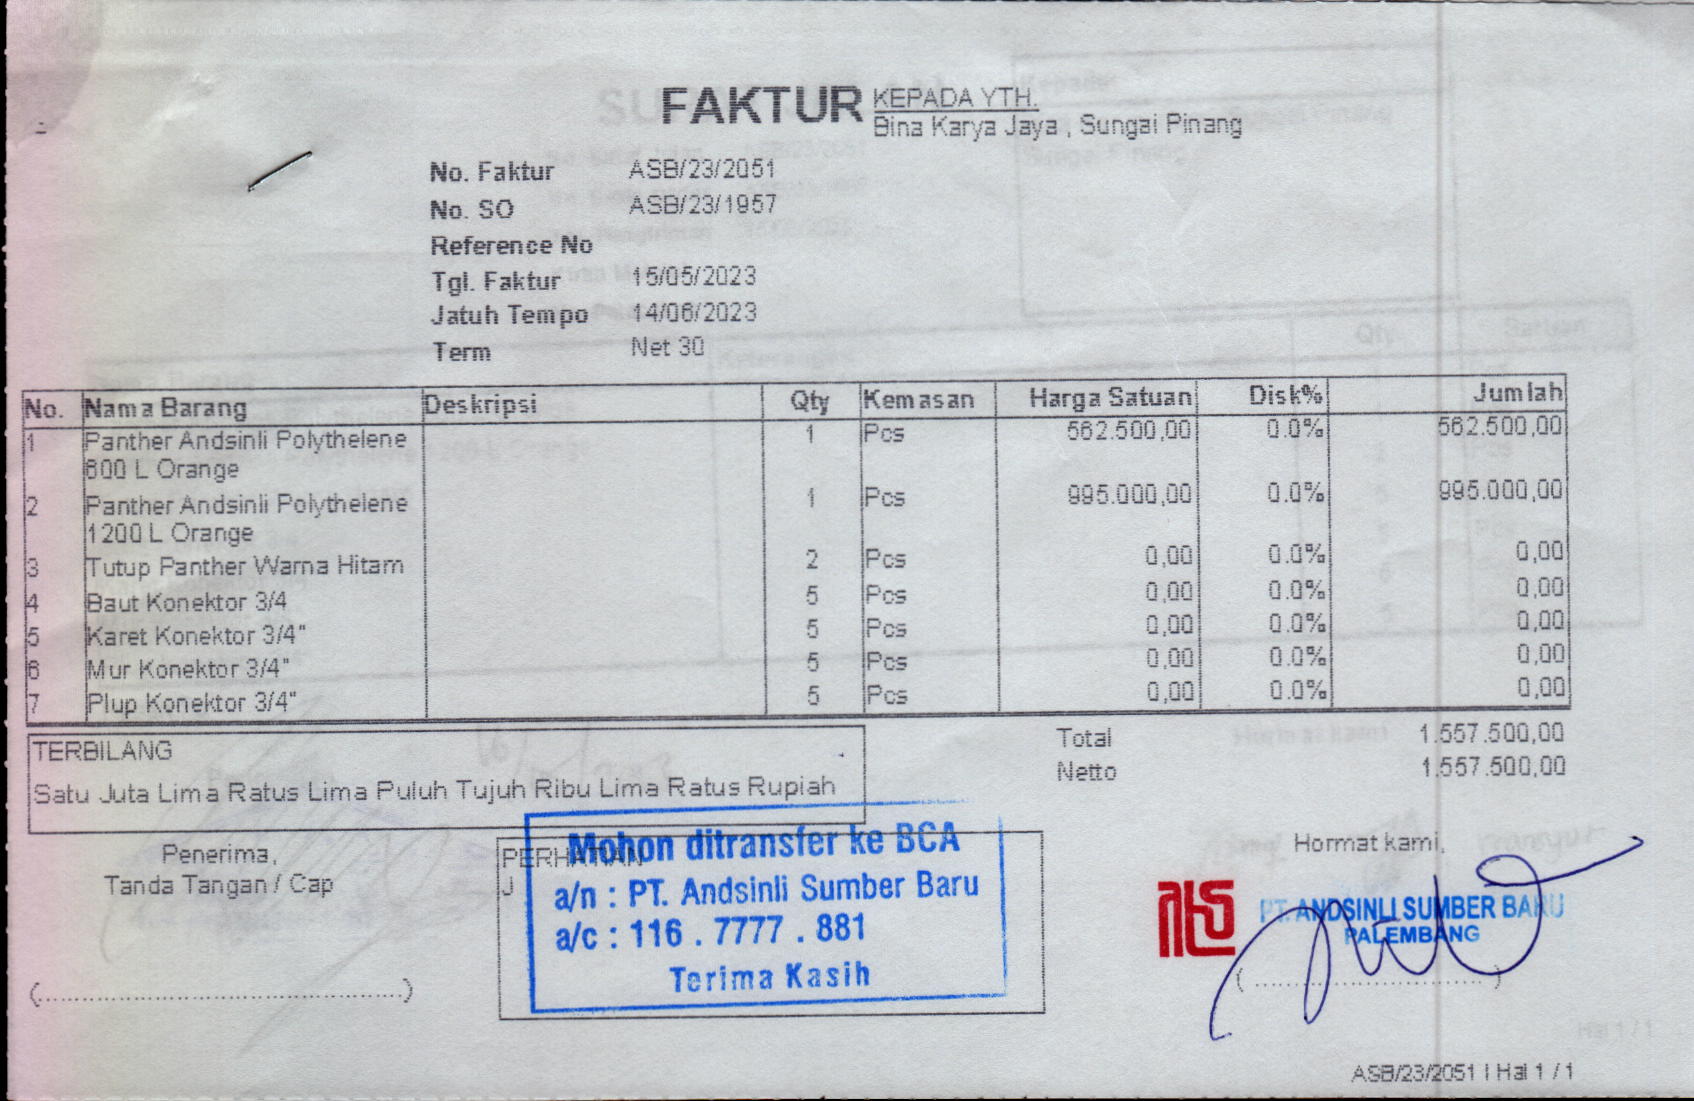 FAKTUR
KEPADA YTH.
Bina Karya Jaya , Sungai Pinang
No. Faktur ASB/23/2051
No. SO ASB/23/1957
Reference No
Tgl. Faktur 15/05/2023
Jatuh Tempo 14/06/2023
Term Net 30
No. Nama Barang Deskripsi Qty Kemasan Harga Satuan Disk% Jumlah
1 Panther Andsinli Polythelene 1 Pcs 562.500,00 0.0% 562.500,00
600 L Orange
2 Panther Andsinli Polythelene 1 Pcs 995.000,00 0.0% 995.000,00
1200 L Orange
3 Tutup Panther Warna Hitam 2 Pcs 0,00 0.0% 0,00
4 Baut Konektor 3/4 5 Pcs 0,00 0.0% 0,00
5 Karet Konektor 3/4" 5 Pcs 0,00 0.0% 0,00
6 Mur Konektor 3/4" 5 Pcs 0,00 0.0% 0,00
7 Plup Konektor 3/4" 5 Pcs 0,00 0.0% 0,00
Total 1.557.500,00
Netto 1.557.500,00
TERBILANG
Satu Juta Lima Ratus Lima Puluh Tujuh Ribu Lima Ratus Rupiah
Penerima,
Tanda Tangan / Cap
(..............................................)
PERHATIAN
J
Mohon ditransfer ke BCA
a/n : PT. Andsinli Sumber Baru
a/c : 116 . 7777 . 881
Terima Kasih
Hormat kami,
PT. ANDSINLI SUMBER BARU
PALEMBANG
(................................)
ASB/23/2051 | Hal 1 / 1